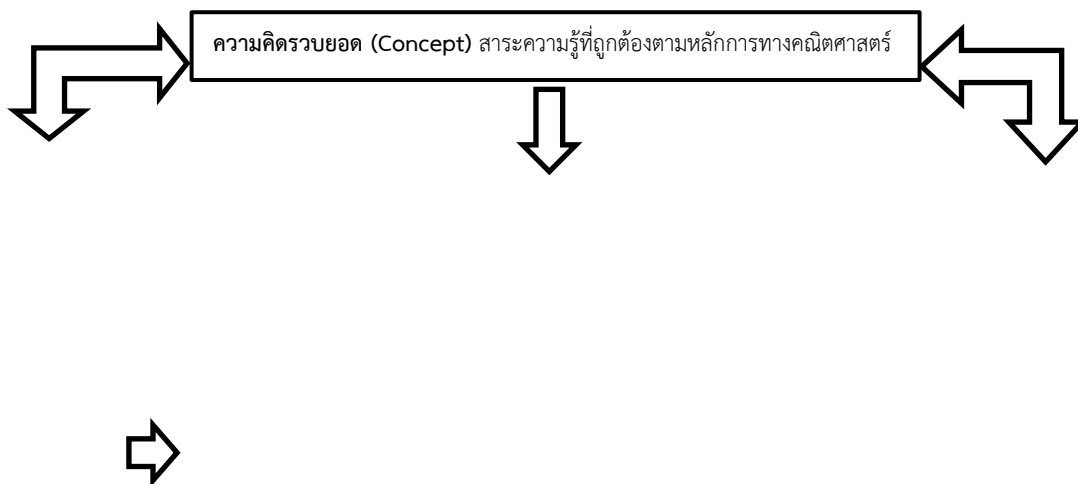 ความคิดรวบยอด (Concept) สาระความรู้ที่ถูกต้องตามหลักการทางคณิตศาสตร์